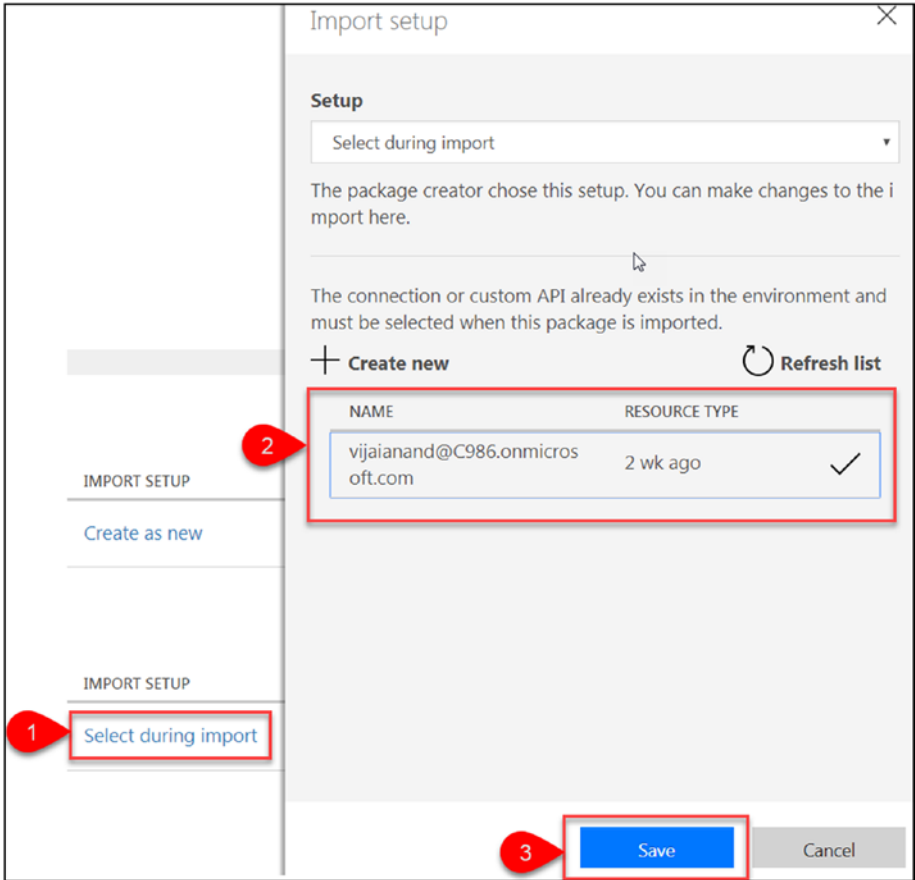 Import setup
Setup
Select during import
The package creator chose this setup. You can make changes to the i
mport here.
The connection or custom API already exists in the environment and
must be selected when this package is imported.
Create new
Refresh list
NAME RESOURCE TYPE
2
vijaianand@C986.onmicros
oft.com
2 wk ago
IMPORT SETUP
Create as new
IMPORT SETUP
1
Select during import
3
Save
Cancel